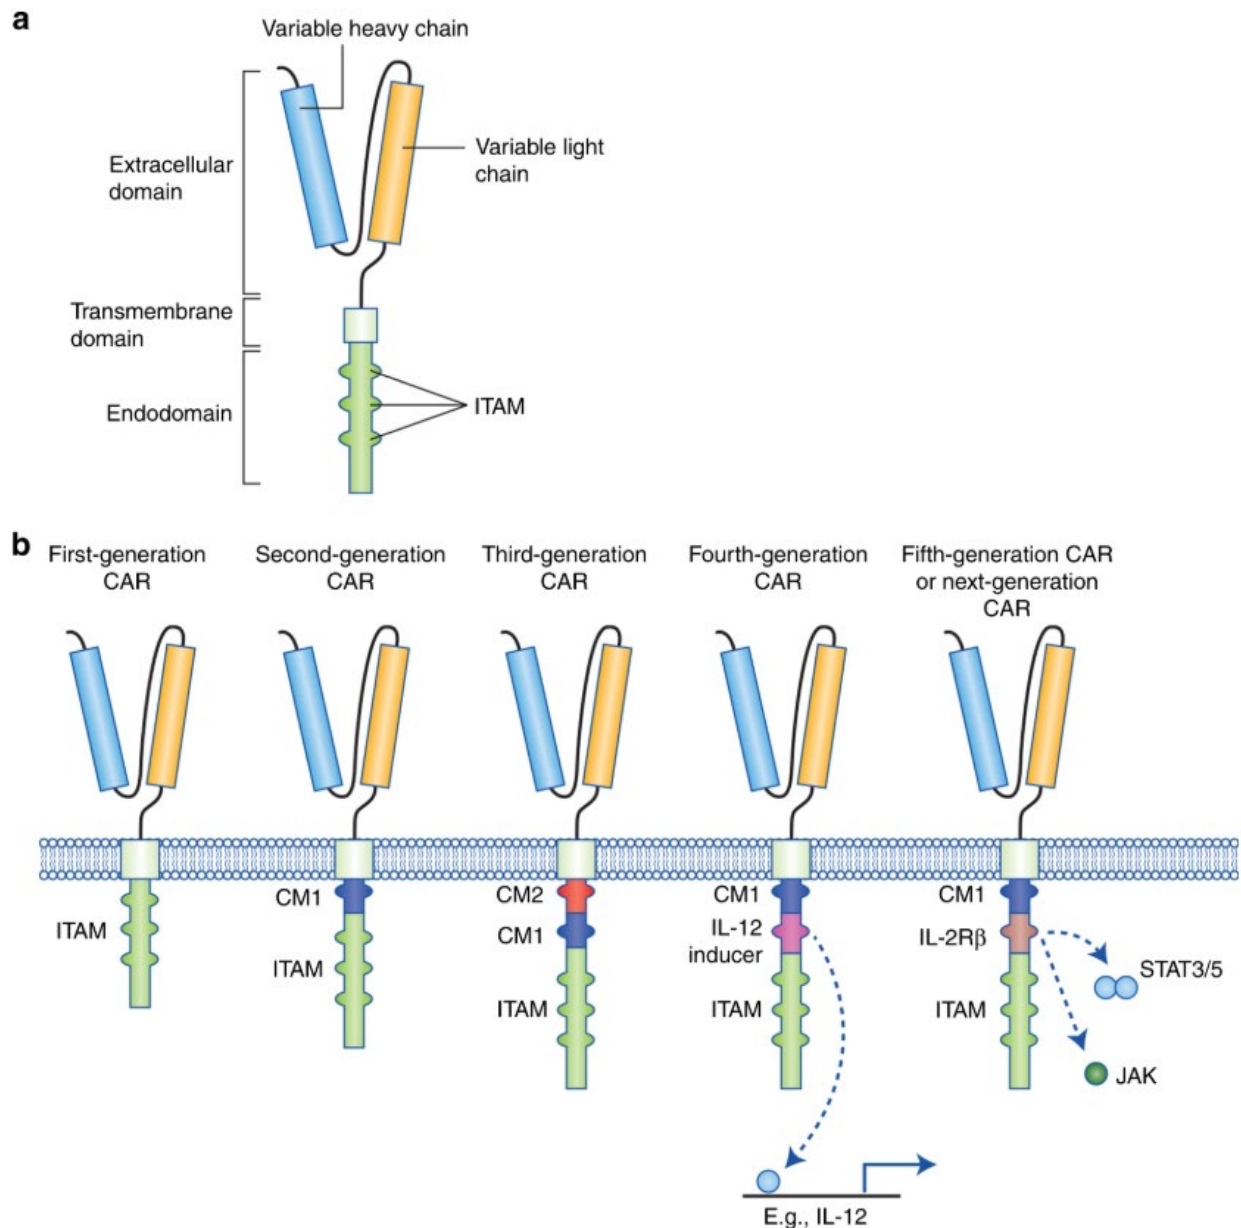 a
Variable heavy chain
Extracellular
domain
Variable light
chain
Transmembrane
domain
Endodomain
ITAM
b
First-generation
CAR
Second-generation
CAR
Third-generation
CAR
Fourth-generation
CAR
Fifth-generation CAR
or next-generation
CAR
ITAM
CM1
ITAM
CM2
CM1
ITAM
CM1
IL-12
inducer
ITAM
E.g., IL-12
CM1
IL-2Rβ
ITAM
STAT3/5
JAK